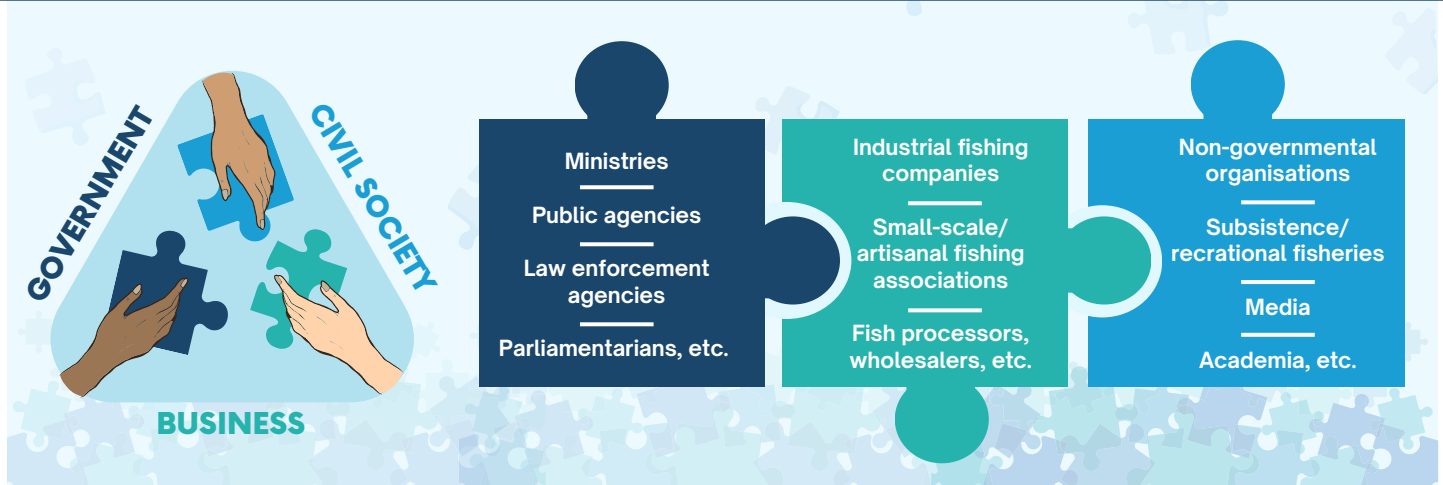 GOVERNMENT
CIVIL SOCIETY
BUSINESS
Ministries
Public agencies
Law enforcement
agencies
Parliamentarians, etc.
Industrial fishing
companies
Small-scale/
artisanal fishing
associations
Fish processors,
wholesalers, etc.
Non-governmental
organisations
Subsistence/
recrational fisheries
Media
Academia, etc.